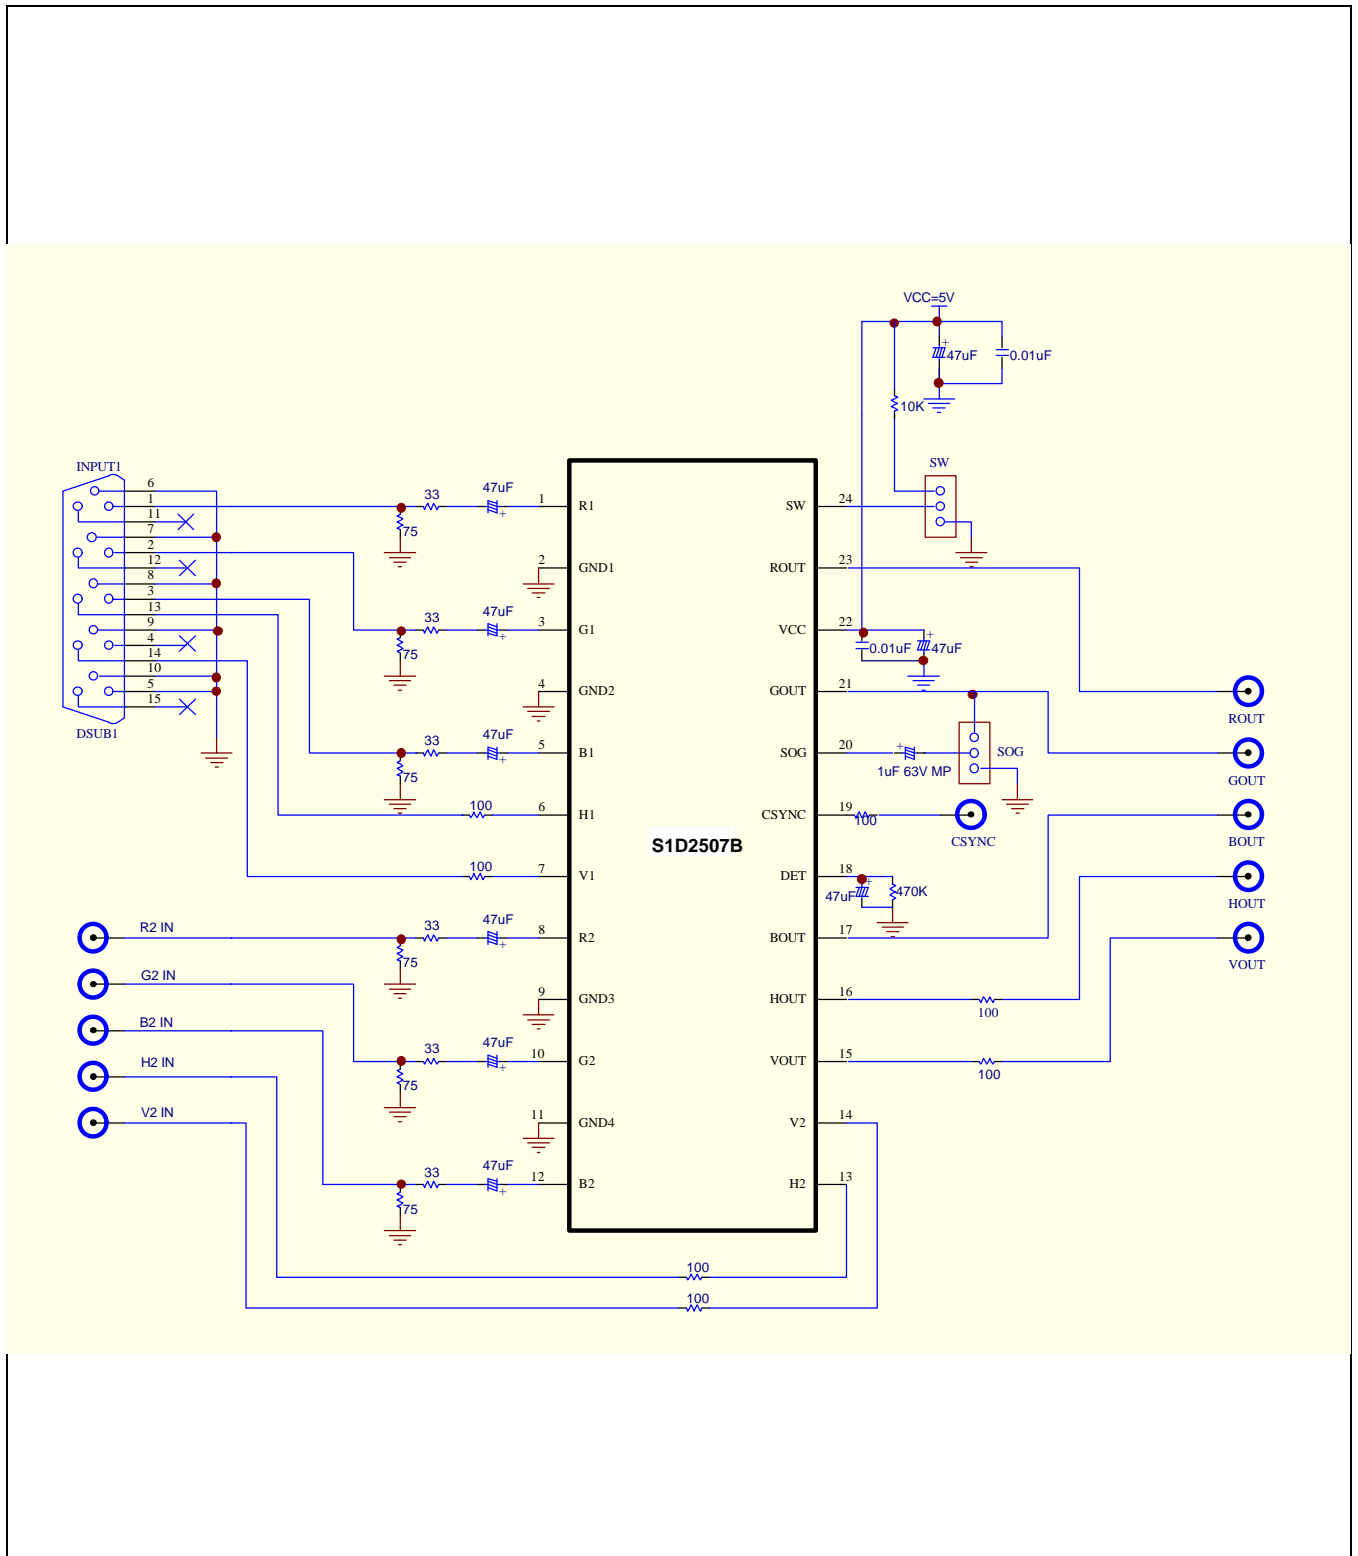 VCC=5V
47uF
0.01uF
10K
SW
INPUT1
6
1
11
7
2
12
8
3
13
9
4
14
10
5
15
DSUB1
33
47uF
+
75
33
47uF
+
75
33
47uF
+
75
100
100
R2 IN
G2 IN
B2 IN
H2 IN
V2 IN
33
47uF
+
75
33
47uF
+
75
33
47uF
+
75
100
100
1 R1
2 GND1
3 G1
4 GND2
5 B1
6 H1
7 V1
8 R2
9 GND3
10 G2
11 GND4
12 B2
S1D2507B
SW 24
ROUT 23
VCC 22
GOUT 21
SOG 20
CSYNC 19
DET 18
BOUT 17
HOUT 16
VOUT 15
V2 14
H2 13
+
0.01uF
+
47uF
+
1uF 63V MP
SOG
100
CSYNC
+
47uF
470K
100
100
ROUT
GOUT
BOUT
HOUT
VOUT